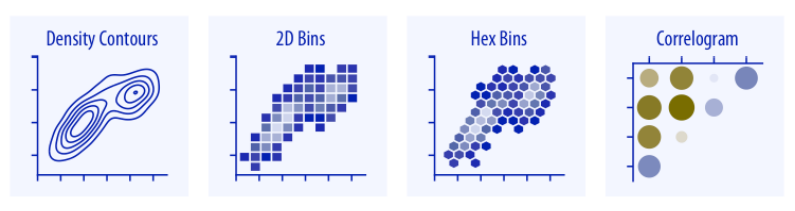 Density Contours
2D Bins
Hex Bins
Correlogram